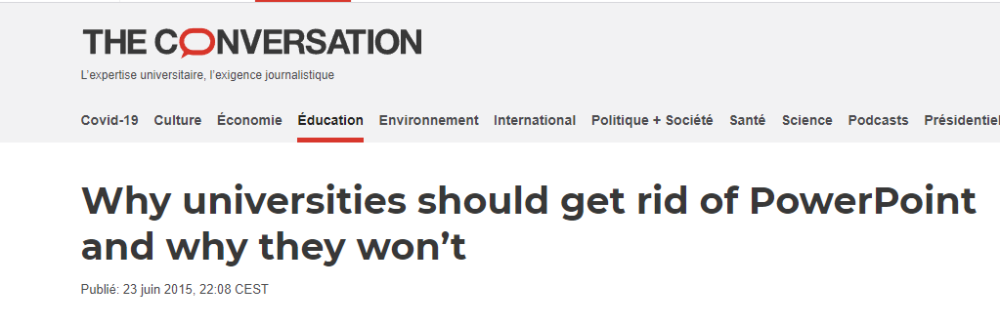 THE CONVERSATION
L'expertise universitaire, l'exigence journalistique
Covid-19 Culture Économie Éducation Environnement International Politique + Société Santé Science Podcasts Présidentiel
Why universities should get rid of PowerPoint
and why they won’t
Publié: 23 juin 2015, 22:08 CEST